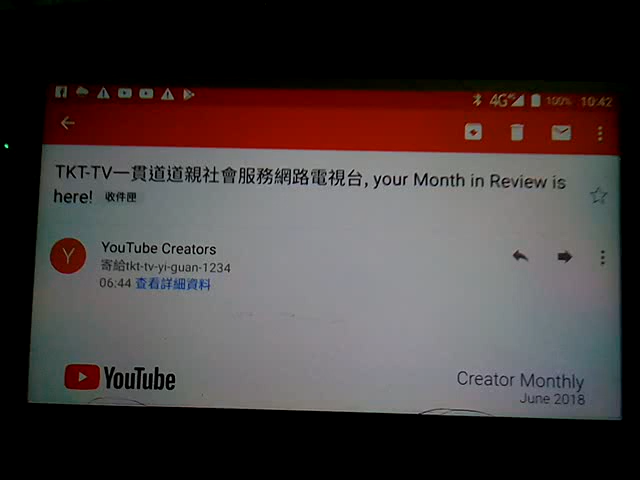 4G 100% 10:42
TKT-TV一貫道道親社會服務網路電視台, your Month in Review is
here! 收件匣
Y
YouTube Creators
寄給tkt-tv-yi-guan-1234
06:44 查看詳細資料
YouTube
Creator Monthly
June 2018